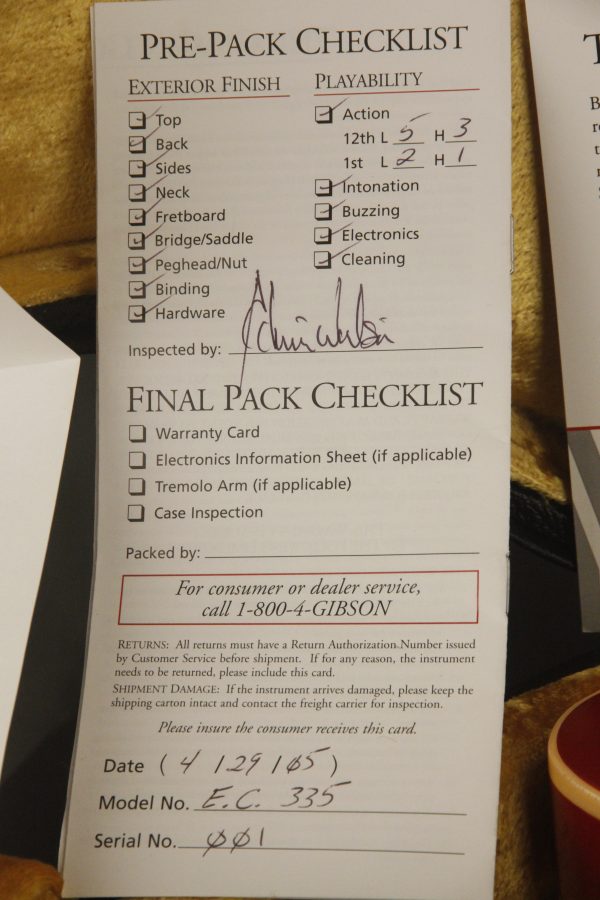 PRE-PACK CHECKLIST
EXTERIOR FINISH
Top
Back
Sides
Neck
Fretboard
Bridge/Saddle
Peghead/Nut
Binding
Hardware
PLAYABILITY
Action
12th L 5 H 3
1st L 2 H 1
Intonation
Buzzing
Electronics
Cleaning
Inspected by:
FINAL PACK CHECKLIST
Warranty Card
Electronics Information Sheet (if applicable)
Tremolo Arm (if applicable)
Case Inspection
Packed by:
For consumer or dealer service,
call 1-800-4-GIBSON
RETURNS: All returns must have a Return Authorization Number issued
by Customer Service before shipment. If for any reason, the instrument
needs to be returned, please include this card.
SHIPMENT DAMAGE: If the instrument arrives damaged, please keep the
shipping carton intact and contact the freight carrier for inspection.
Please insure the consumer receives this card.
Date (4/29/05)
Model No. E.C. 335
Serial No. 001